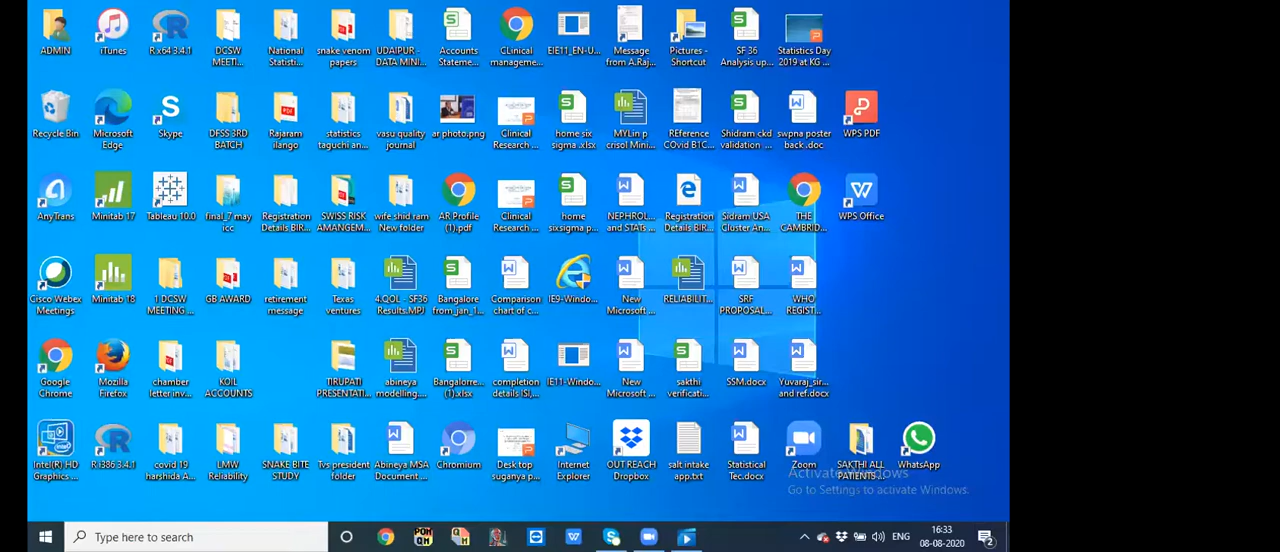 ADMIN
iTunes
R x64 3.4.1
DCSW
MEETI...
National
Statisti...
snake venom
papers
UDAIPUR -
DATA MINI...
Accounts
Stateme...
CLinical
manageme...
EIE11_EN-U...
Message
from A.Raj...
Pictures -
Shortcut
SF 36
Analysis up...
Statistics Day
2019 at KG ...
Recycle Bin
Microsoft
Edge
Skype
DFSS 3RD
BATCH
Rajaram
ilango
statistics
taguchi an...
vasu quality
journal
ar photo.png
Clinical
Research ...
home six
sigma .xlsx
MYLin p
crisol Mini...
REference
COvid B1C...
Shidram ckd
validation -...
swpna poster
back .doc
WPS PDF
AnyTrans
Minitab 17
Tableau 10.0
final_7 may
icc
Registration
Details BIR...
SWISS RISK
AMANGEM...
wife shid ram
New folder
AR Profile
(1).pdf
Clinical
Research ...
home
sixsigma p...
NEPHROL...
and STATs ...
Registration
Details BIR...
Sidram USA
Cluster An...
THE
CAMBRID...
WPS Office
Cisco Webex
Meetings
Minitab 18
1 DCSW
MEETING ...
GB AWARD
retirement
message
Texas
ventures
4.QOL - SF36
Results.MPJ
Bangalore
from_jan_1...
Comparison
chart of c...
IE9-Window...
New
Microsoft ...
RELIABILIT...
SRF
PROPOSAL...
WHO
REGIST...
Google
Chrome
Mozilla
Firefox
chamber
letter inv...
KOIL
ACCOUNTS
TIRUPATI
PRESENTATI...
abineya
modelling....
Bangalorre...
(1).xlsx
completion
details ISI,...
IE11-Windo...
New
Microsoft ...
sakthi
verificati...
SSM.docx
Yuvaraj_sir...
and ref.docx
Intel(R) HD
Graphics ...
R i386 3.4.1
covid 19
harshida A...
LMW
Reliability
SNAKE BITE
STUDY
Tvs president
folder
Abineya MSA
Document ...
Chromium
Desk top
suganya p...
Internet
Explorer
OUT REACH
Dropbox
salt intake
app.txt
Statistical
Tec.docx
Zoom
SAKTHI ALL
PATIENTS ...
WhatsApp
Activate Windows
Go to Settings to activate Windows.
Type here to search
ENG
16:33
08-08-2020